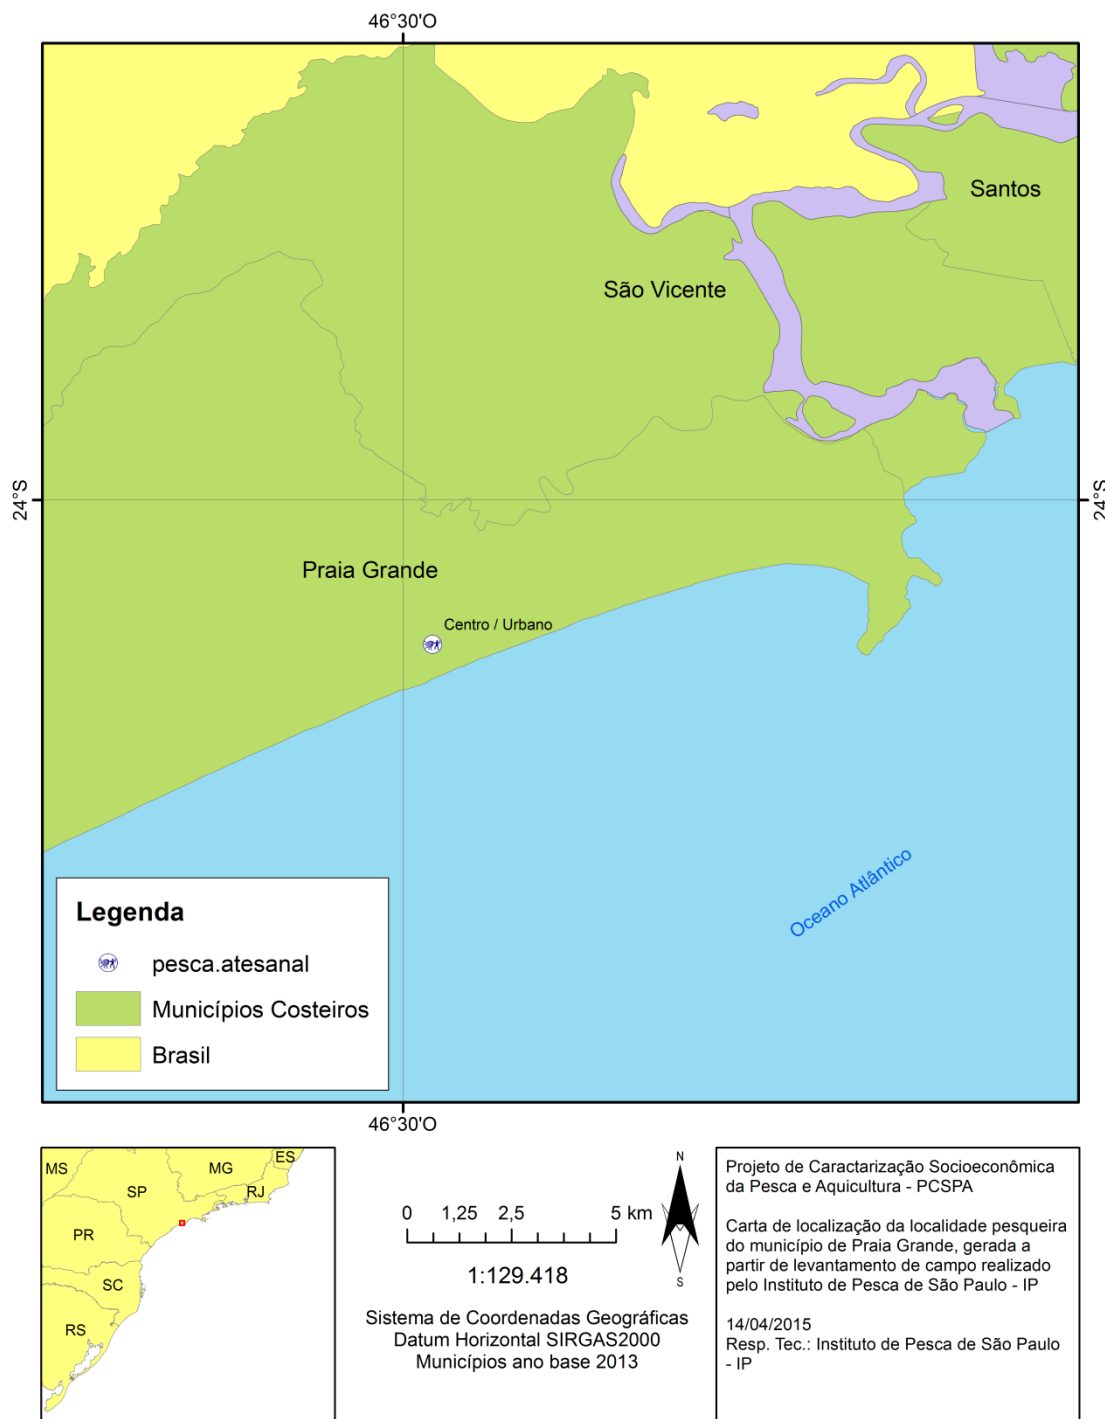 46°30'O
Santos
São Vicente
24°S
24°S
Praia Grande
Centro / Urbano
Oceano Atlântico
Legenda
pesca.atesanal
Municípios Costeiros
Brasil
46°30'O
MS
MG
ES
SP
RJ
PR
SC
RS
0 1,25 2,5 5 km
1:129.418
N
S
Sistema de Coordenadas Geográficas
Datum Horizontal SIRGAS2000
Municípios ano base 2013
Projeto de Caractarização Socioeconômica
da Pesca e Aquicultura - PCSPA
Carta de localização da localidade pesqueira
do município de Praia Grande, gerada a
partir de levantamento de campo realizado
pelo Instituto de Pesca de São Paulo - IP
14/04/2015
Resp. Tec.: Instituto de Pesca de São Paulo
- IP